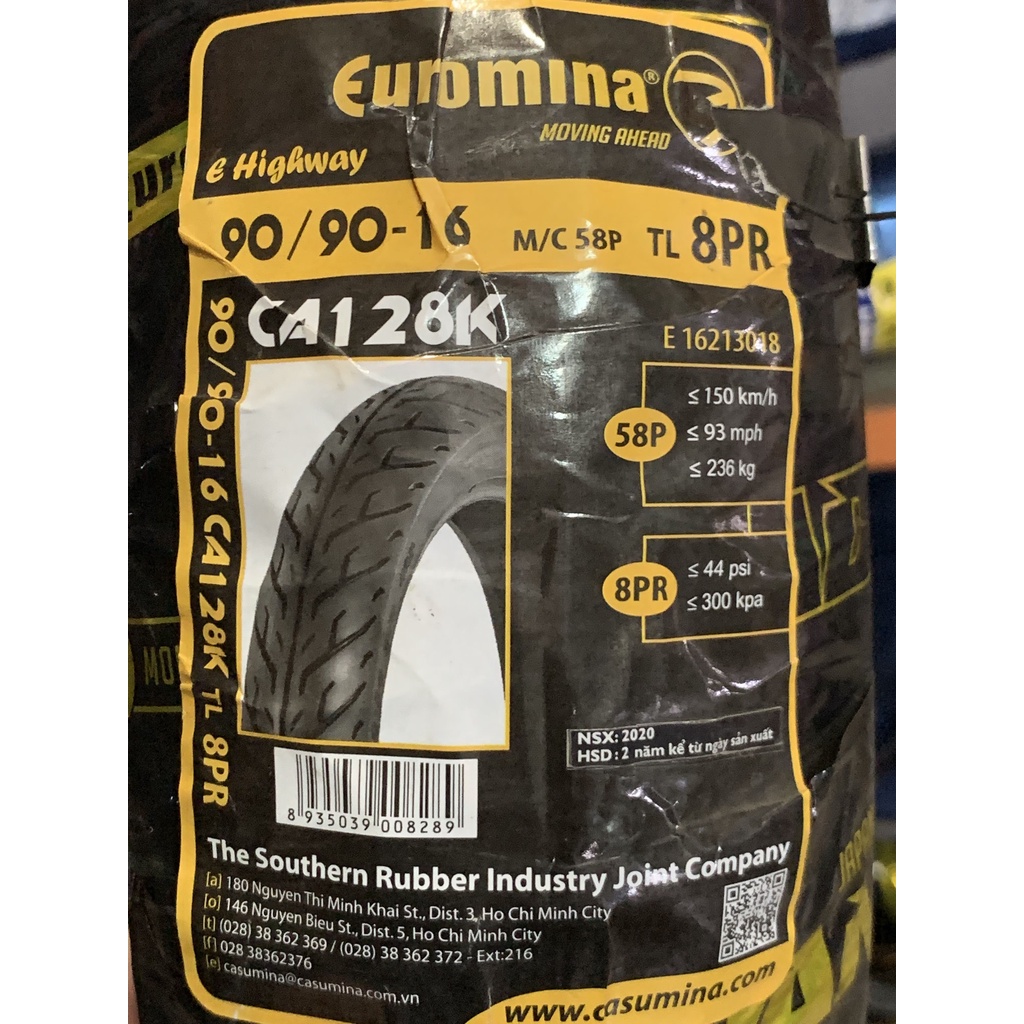 Euromina®
MOVING AHEAD
E Highway
90/90-16 M/C 58P TL 8PR
90/90-16 CA128K TL 8PR
CA128K
E 16213018
58P
≤ 150 km/h
≤ 93 mph
≤ 236 kg
8PR
≤ 44 psi
≤ 300 kpa
NSX: 2020
HSD: 2 năm kể từ ngày sản xuất
8 935039 008289
The Southern Rubber Industry Joint Company
[a] 180 Nguyen Thi Minh Khai St., Dist. 3, Ho Chi Minh City
[o] 146 Nguyen Bieu St., Dist. 5, Ho Chi Minh City
[t] (028) 38 362 369 / (028) 38 362 372 - Ext:216
[f] 028 38362376
[e] casumina@casumina.com.vn
www.casumina.com